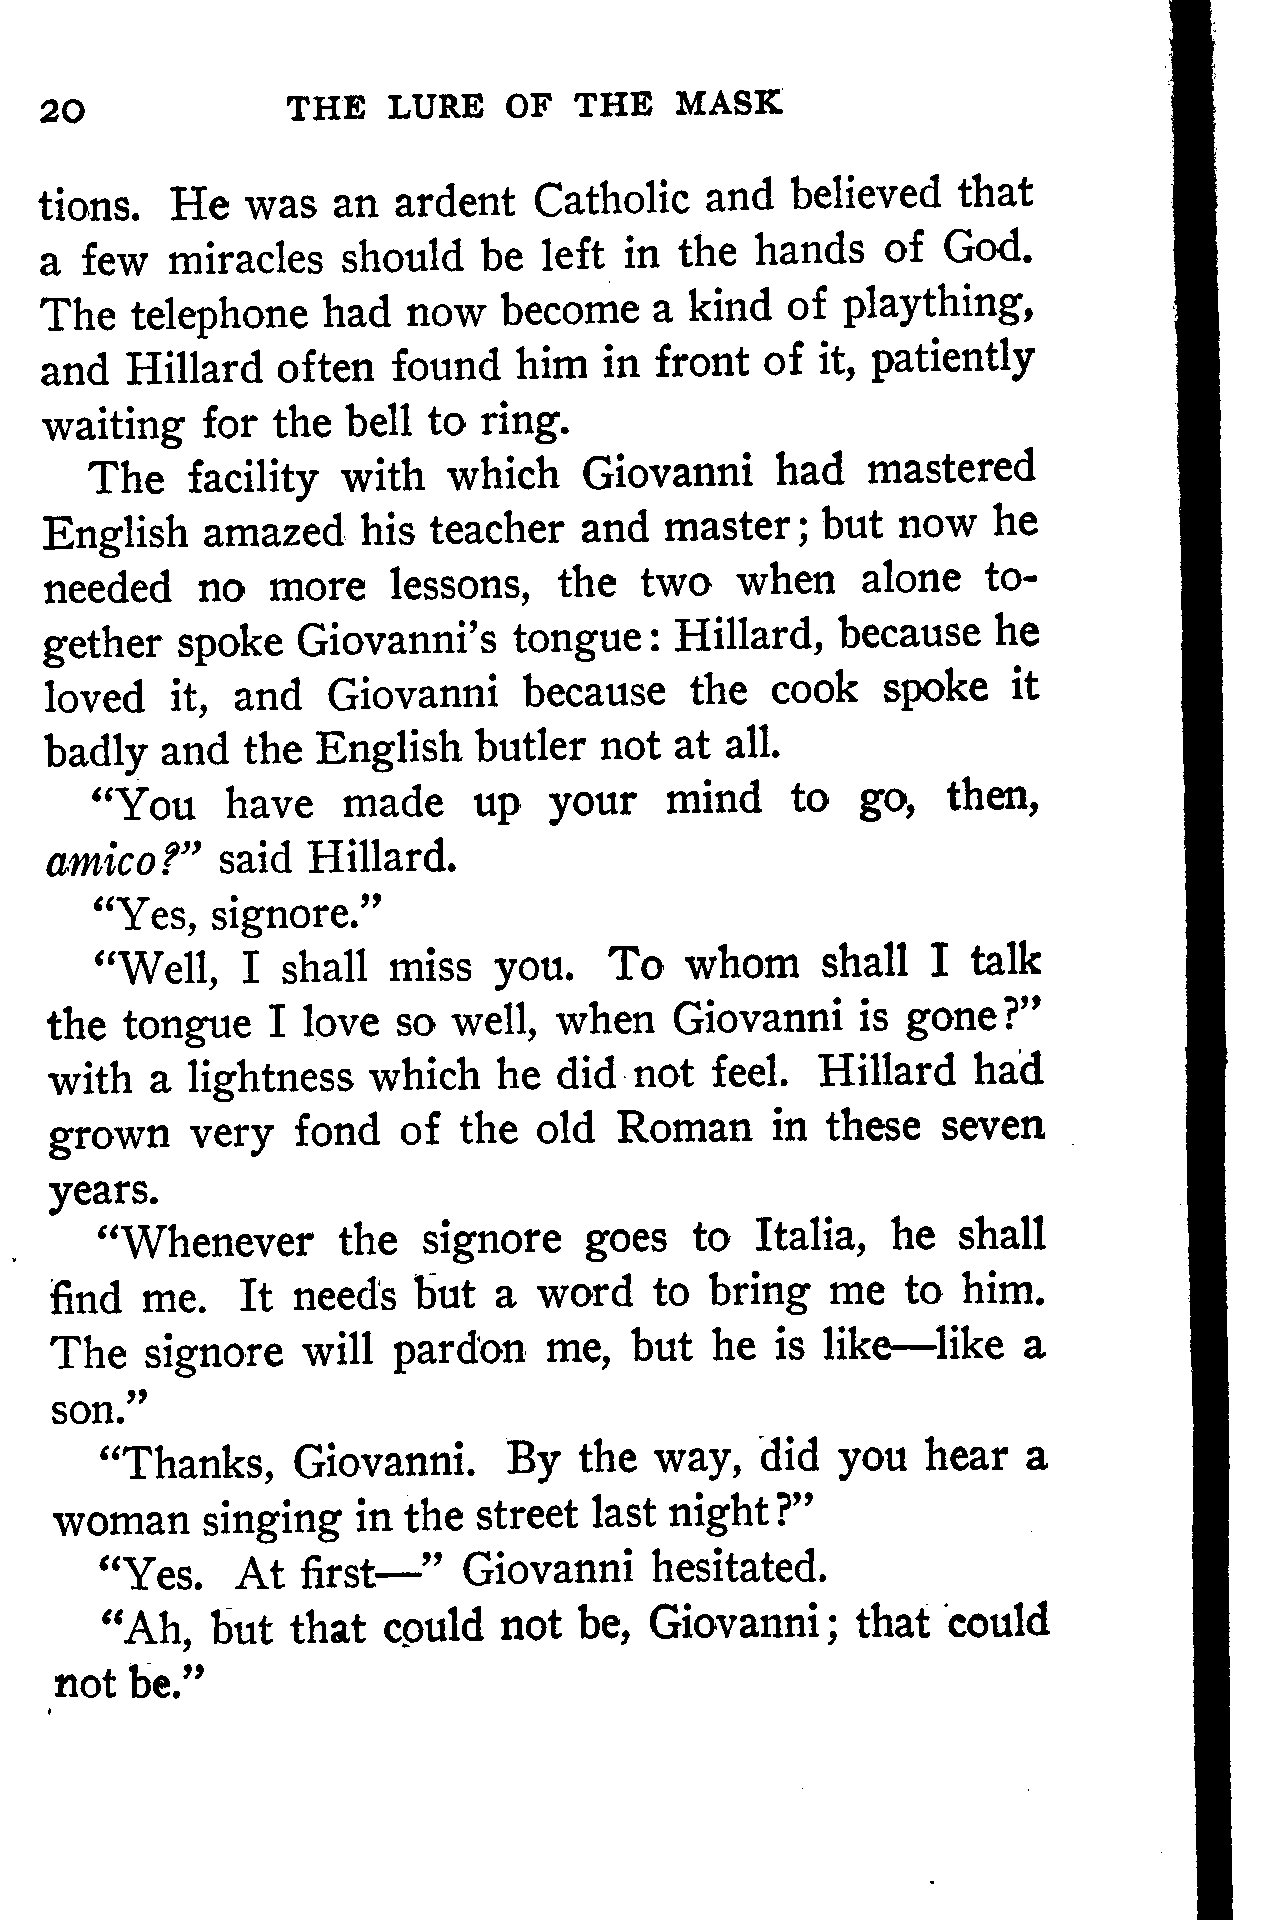 20 THE LURE OF THE MASK
tions. He was an ardent Catholic and believed that
a few miracles should be left in the hands of God.
The telephone had now become a kind of plaything,
and Hillard often found him in front of it, patiently
waiting for the bell to ring.
The facility with which Giovanni had mastered
English amazed his teacher and master; but now he
needed no more lessons, the two when alone to-
gether spoke Giovanni's tongue: Hillard, because he
loved it, and Giovanni because the cook spoke it
badly and the English butler not at all.
“You have made up your mind to go, then,
amico?” said Hillard.
“Yes, signore.”
“Well, I shall miss you. To whom shall I talk
the tongue I love so well, when Giovanni is gone?”
with a lightness which he did not feel. Hillard had
grown very fond of the old Roman in these seven
years.
“Whenever the signore goes to Italia, he shall
find me. It needs but a word to bring me to him.
The signore will pardon me, but he is like—like a
son.”
“Thanks, Giovanni. By the way, did you hear a
woman singing in the street last night?”
“Yes. At first—” Giovanni hesitated.
“Ah, but that could not be, Giovanni; that could
not be.”